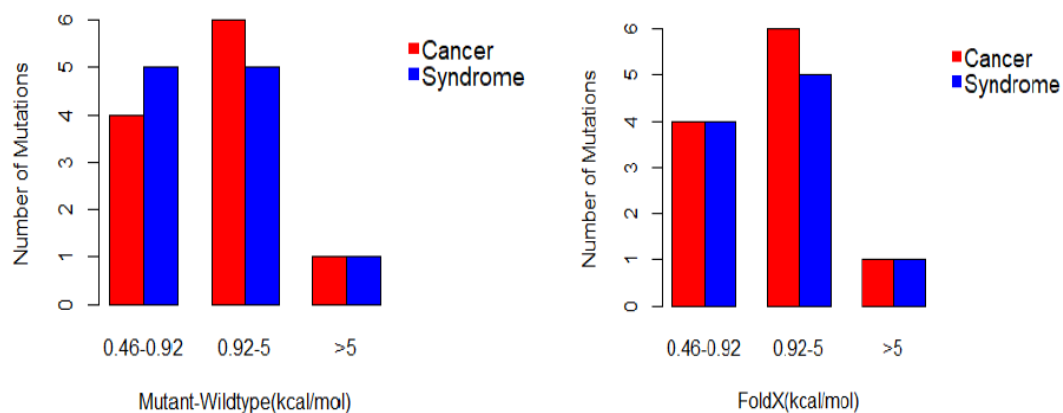 Number of Mutations
6
5
4
3
2
1
0
Cancer
Syndrome
0.46-0.92 0.92-5 >5
Mutant-Wildtype(kcal/mol)
Number of Mutations
6
5
4
3
2
1
0
Cancer
Syndrome
0.46-0.92 0.92-5 >5
FoldX(kcal/mol)